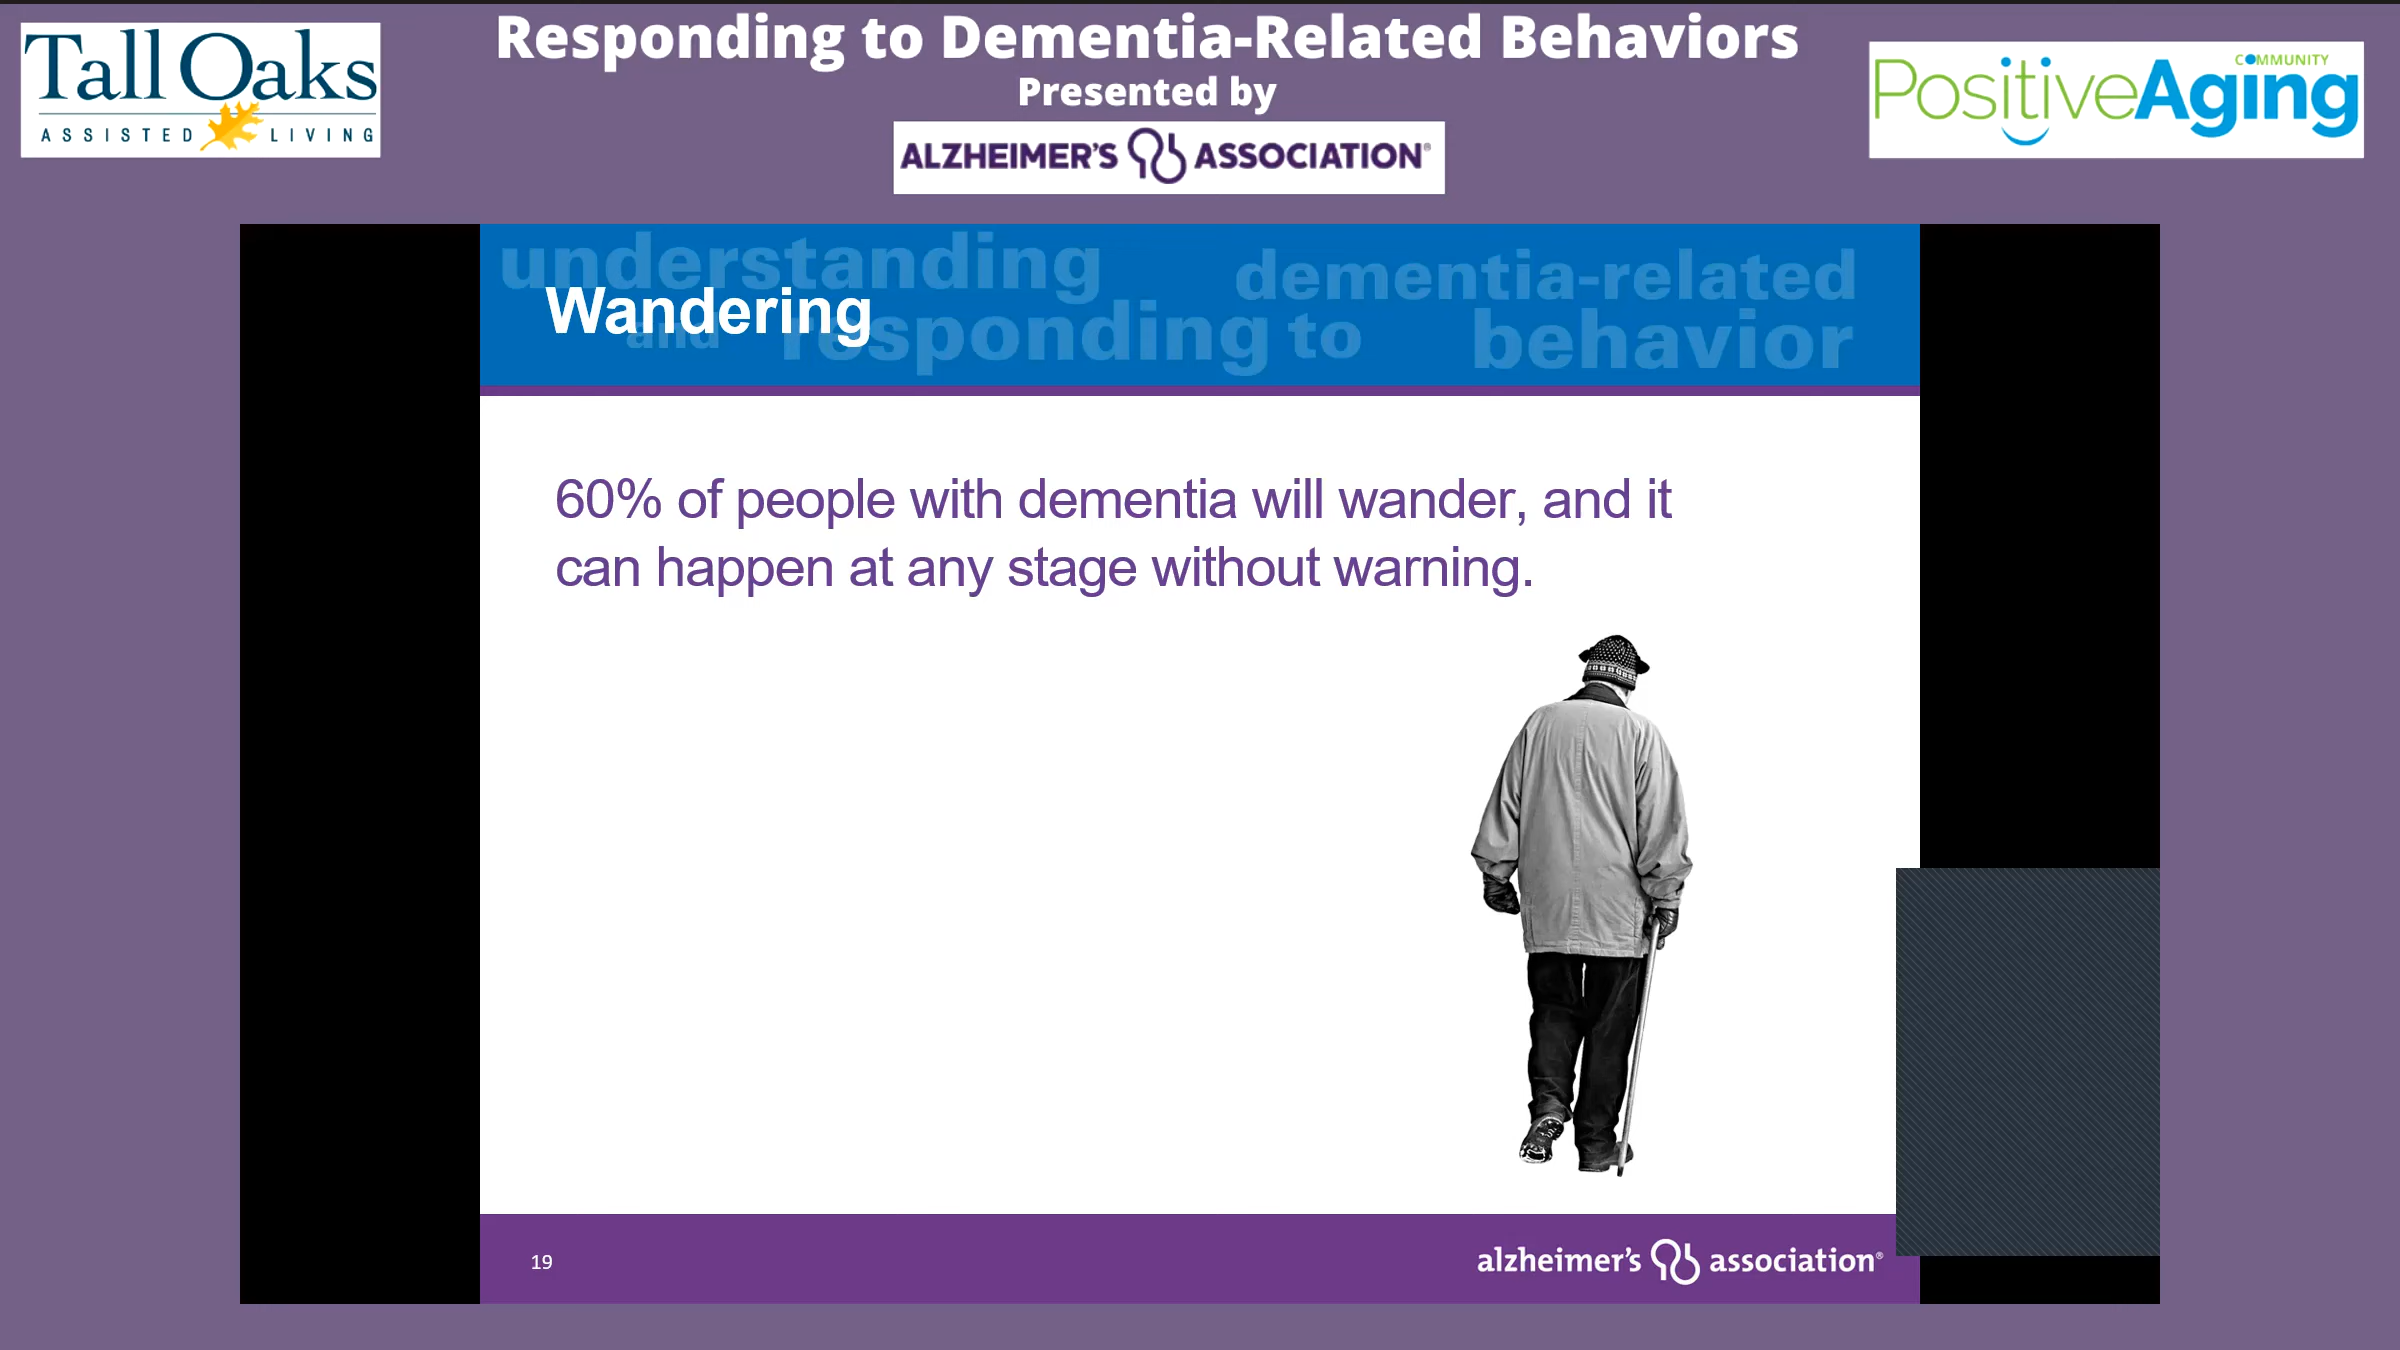 Tall Oaks
ASSISTED LIVING
Responding to Dementia-Related Behaviors
Presented by
ALZHEIMER'S ASSOCIATION®
COMMUNITY
PositiveAging
understanding dementia-related
and responding to behavior
Wandering
60% of people with dementia will wander, and it
can happen at any stage without warning.
19
alzheimer's association®